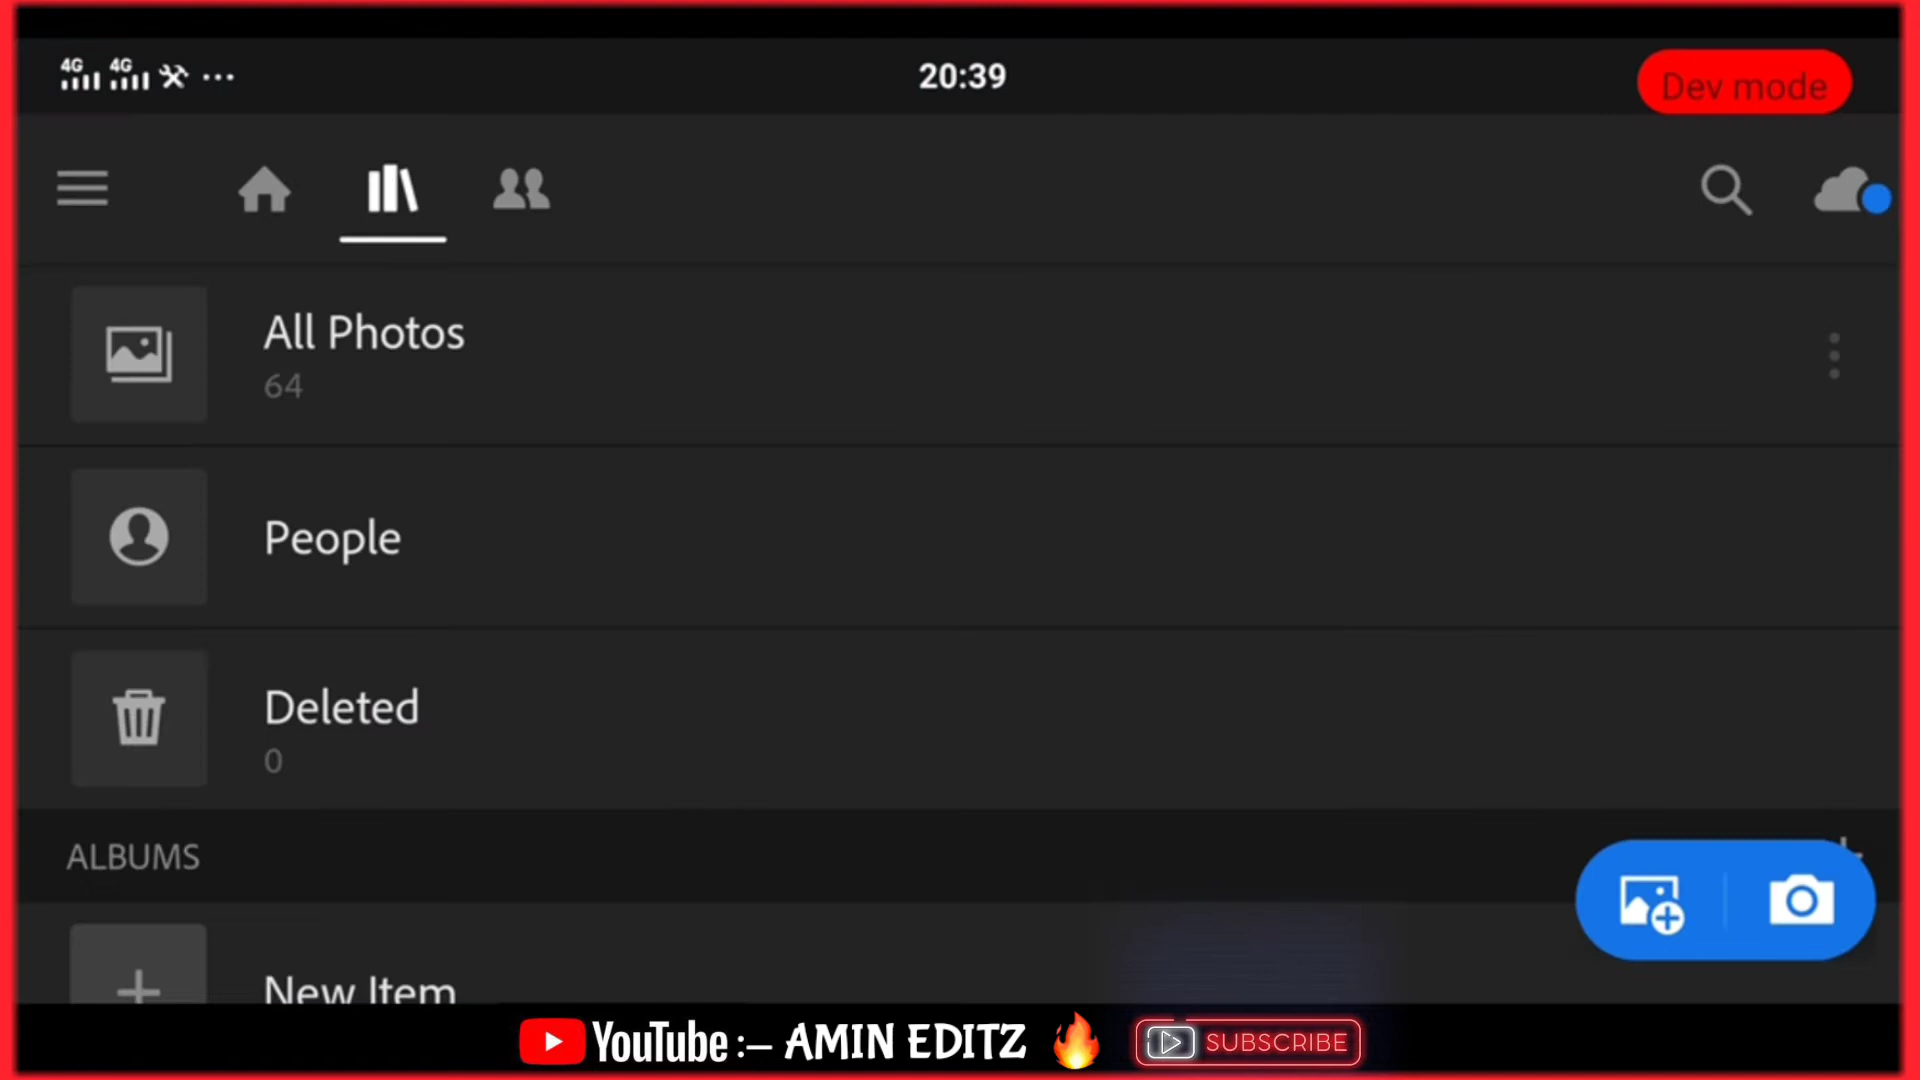 4G 4G 20:39 Dev mode
All Photos
64
People
Deleted
0
ALBUMS
New Item
YouTube :- AMIN EDITZ 🔥 SUBSCRIBE